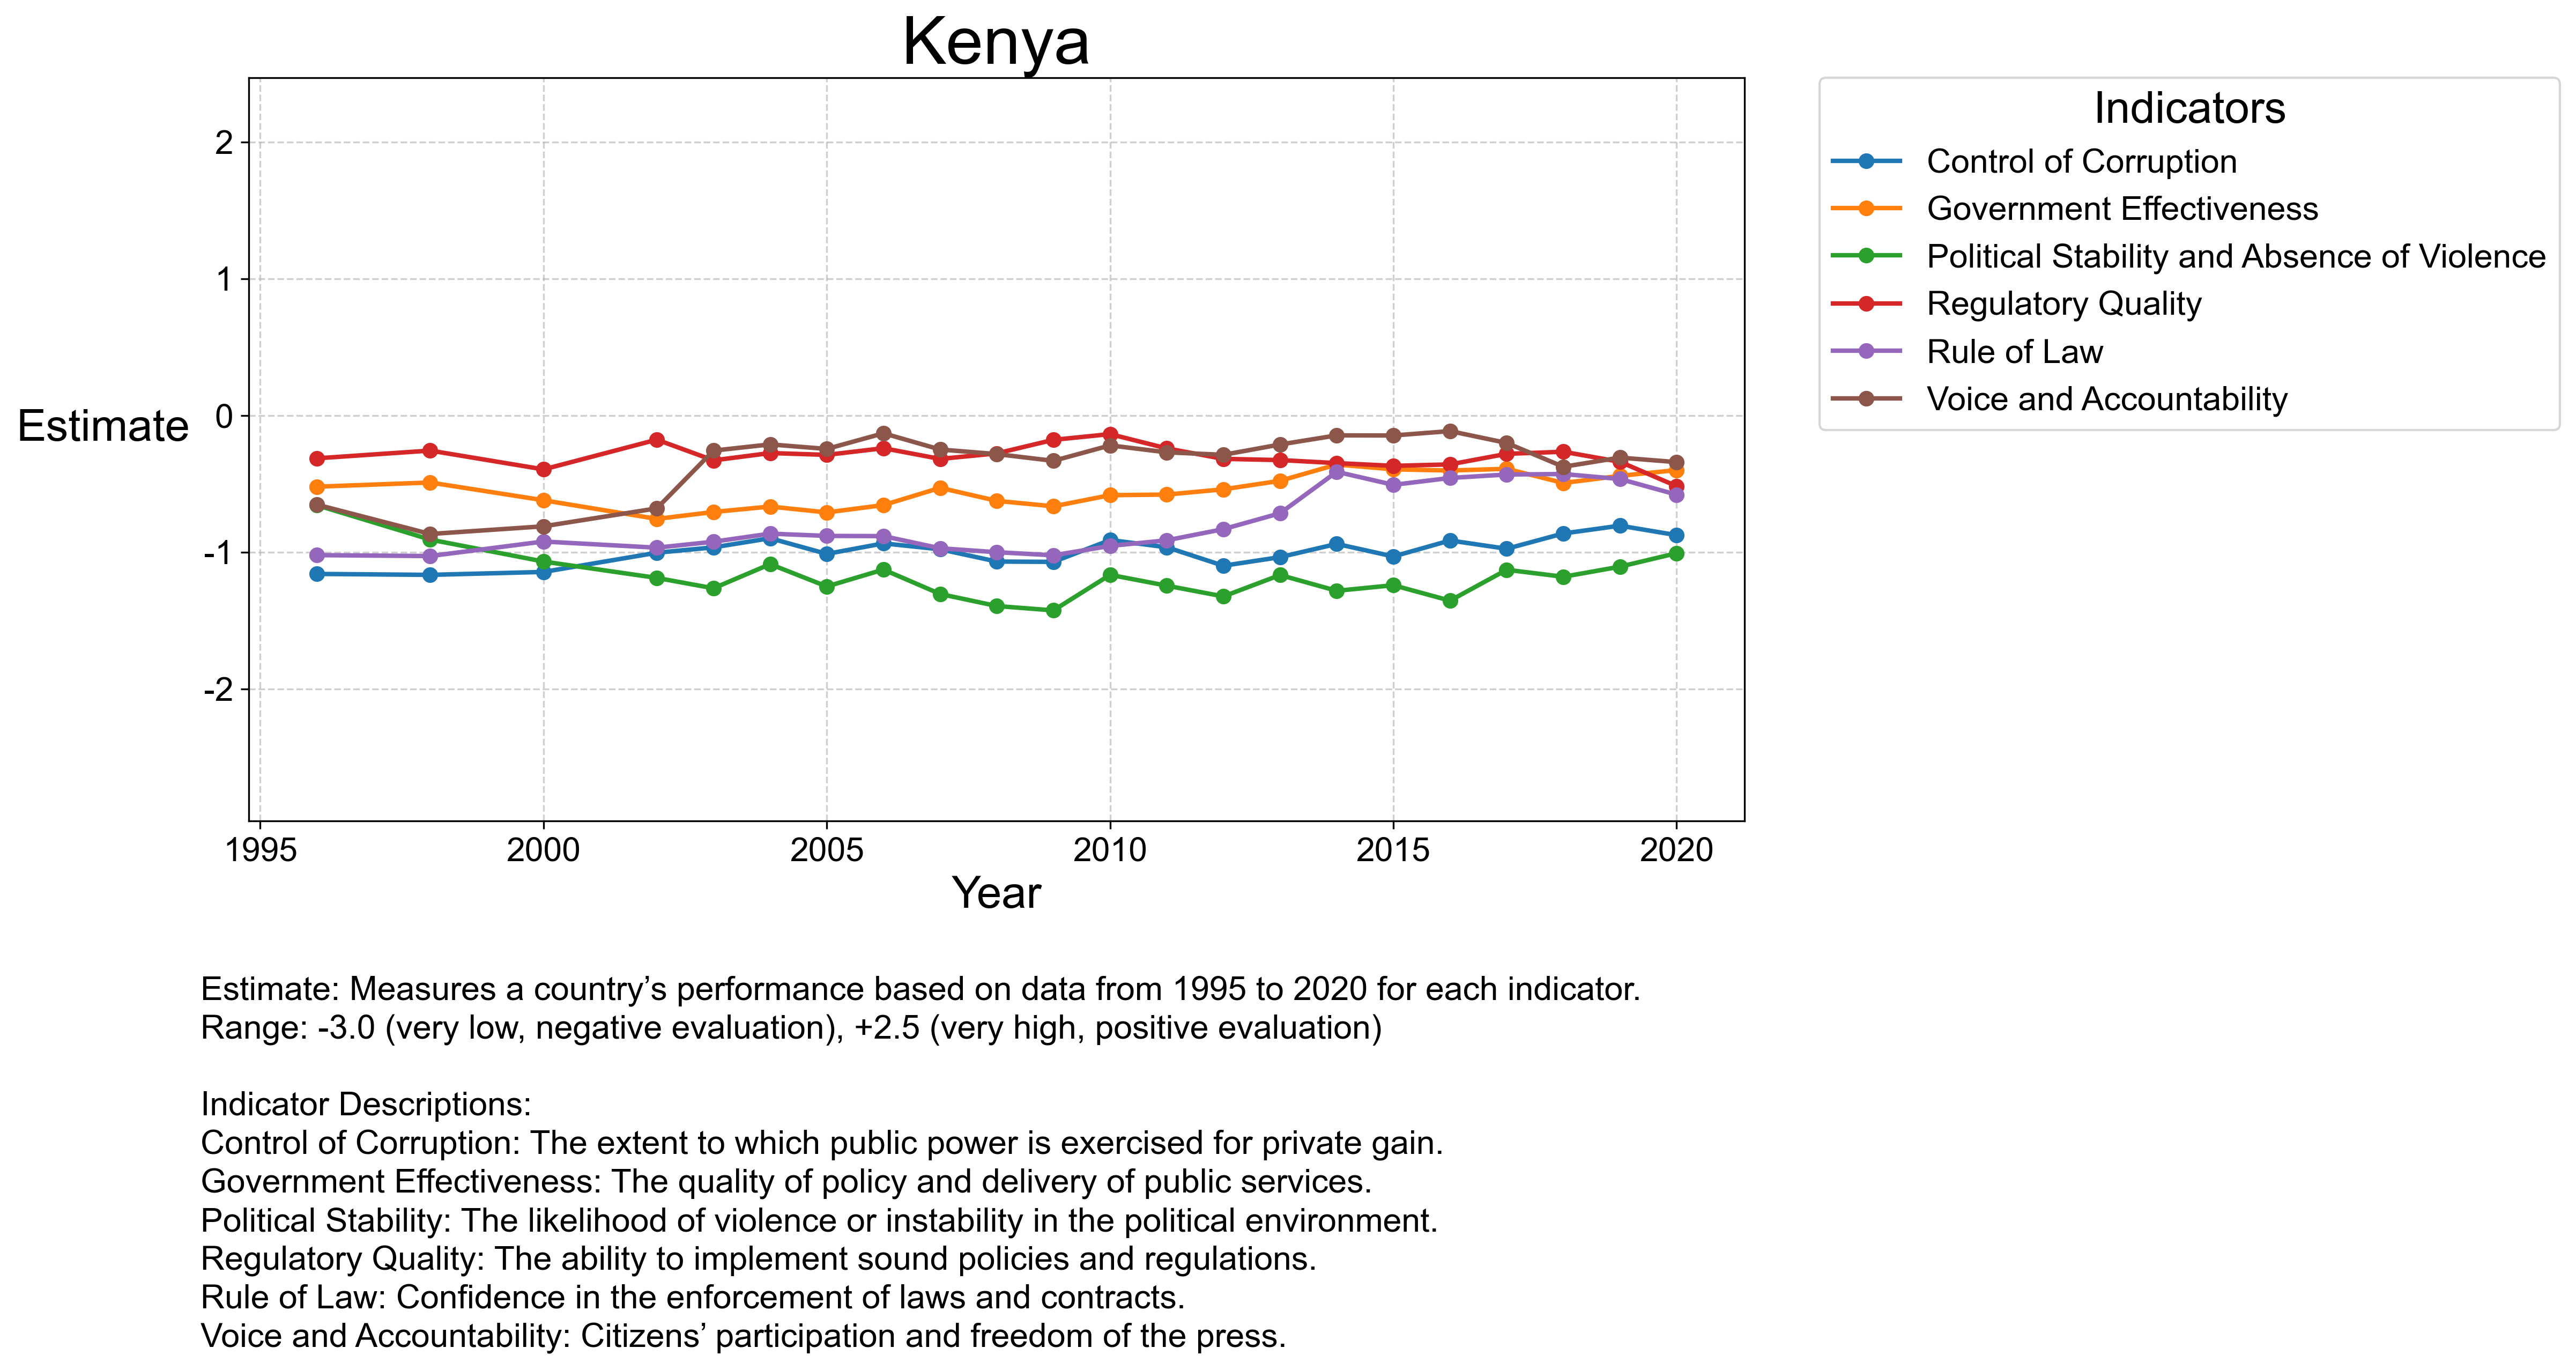 Kenya
Estimate
2
1
0
-1
-2
1995 2000 2005 2010 2015 2020
Year
Indicators
Control of Corruption
Government Effectiveness
Political Stability and Absence of Violence
Regulatory Quality
Rule of Law
Voice and Accountability
Estimate: Measures a country’s performance based on data from 1995 to 2020 for each indicator.
Range: -3.0 (very low, negative evaluation), +2.5 (very high, positive evaluation)
Indicator Descriptions:
Control of Corruption: The extent to which public power is exercised for private gain.
Government Effectiveness: The quality of policy and delivery of public services.
Political Stability: The likelihood of violence or instability in the political environment.
Regulatory Quality: The ability to implement sound policies and regulations.
Rule of Law: Confidence in the enforcement of laws and contracts.
Voice and Accountability: Citizens’ participation and freedom of the press.